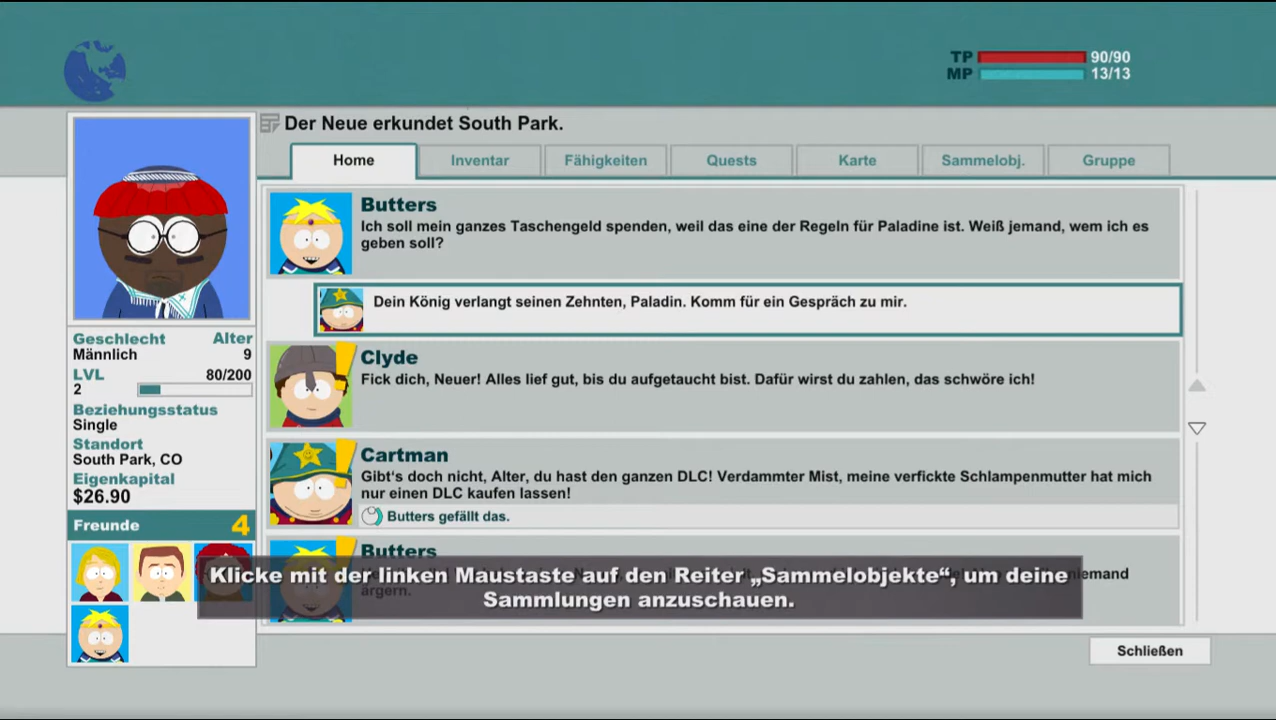 TP 90/90
MP 13/13
Der Neue erkundet South Park.
Home Inventar Fähigkeiten Quests Karte Sammelobj. Gruppe
Butters
Ich soll mein ganzes Taschengeld spenden, weil das eine der Regeln für Paladine ist. Weiß jemand, wem ich es
geben soll?
Dein König verlangt seinen Zehnten, Paladin. Komm für ein Gespräch zu mir.
Clyde
Fick dich, Neuer! Alles lief gut, bis du aufgetaucht bist. Dafür wirst du zahlen, das schwöre ich!
Cartman
Gibt's doch nicht, Alter, du hast den ganzen DLC! Verdammter Mist, meine verfickte Schlampenmutter hat mich
nur einen DLC kaufen lassen!
Butters gefällt das.
Butters
niemand
ärgern.
Geschlecht Alter
Männlich 9
LVL 80/200
2
Beziehungsstatus
Single
Standort
South Park, CO
Eigenkapital
$26.90
Freunde 4
Klicke mit der linken Maustaste auf den Reiter „Sammelobjekte“, um deine
Sammlungen anzuschauen.
Schließen